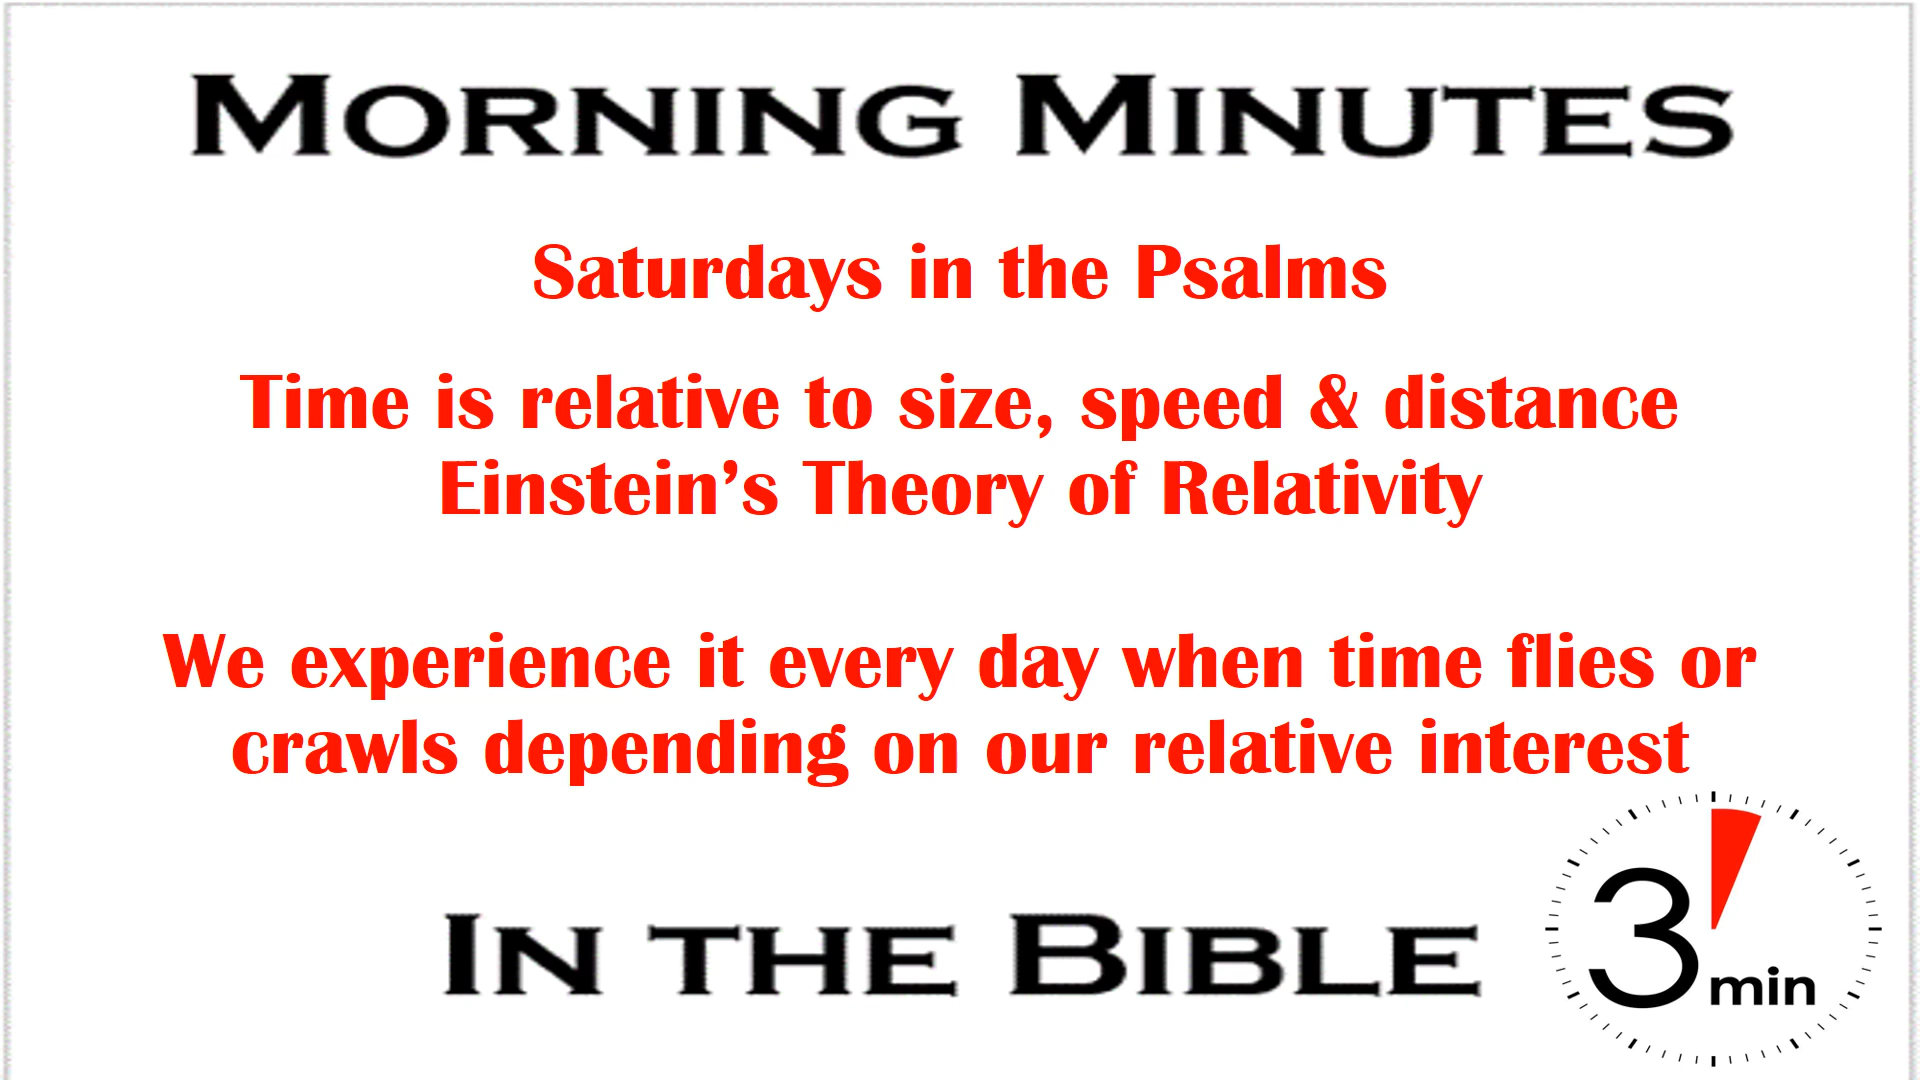 Morning Minutes
Saturdays in the Psalms
Time is relative to size, speed & distance
Einstein’s Theory of Relativity
We experience it every day when time flies or
crawls depending on our relative interest
In the Bible
3 min